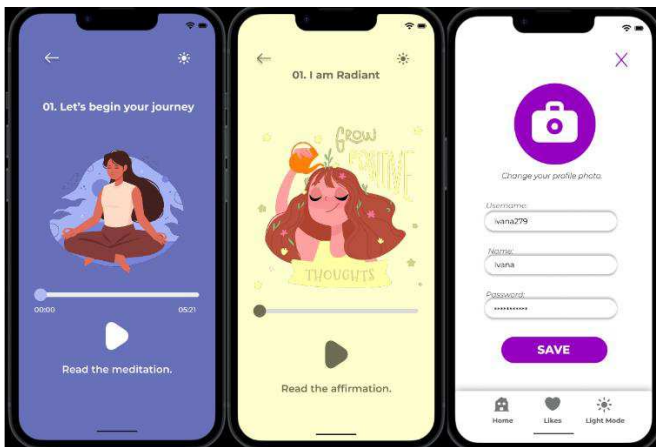 01. Let's begin your journey
00:00
05:21
Read the meditation.
01. I am Radiant
GROW
POSITIVE
THOUGHTS
Read the affirmation.
Change your profile photo.
Username:
ivana279
Name:
Ivana
Password:
SAVE
Home
Likes
Light Mode